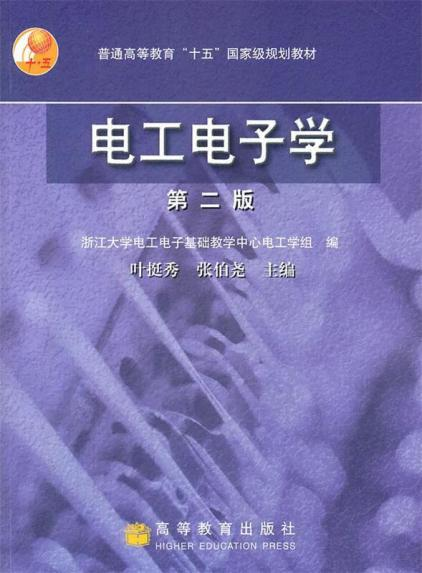 普通高等教育“十五”国家级规划教材
十·五
电工电子学
第二版
浙江大学电工电子基础教学中心电工学组 编
叶挺秀 张伯尧 主编
高等教育出版社
HIGHER EDUCATION PRESS